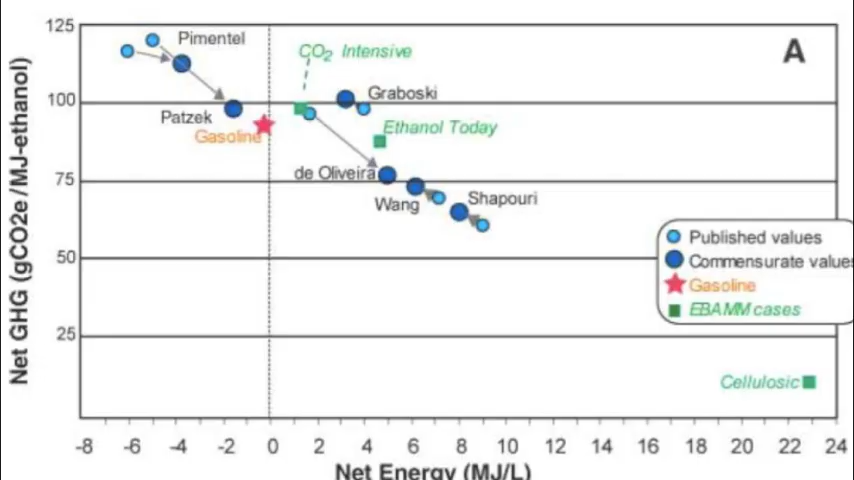 A
125
Pimentel
CO2 Intensive
100
Graboski
Patzek
Gasoline
Ethanol Today
75
de Oliveira
Wang
Shapouri
Published values
Commensurate values
Gasoline
EBAMM cases
50
25
Cellulosic
-8 -6 -4 -2 0 2 4 6 8 10 12 14 16 18 20 22 24
Net Energy (MJ/L)
Net GHG (gCO2e/MJ-ethanol)